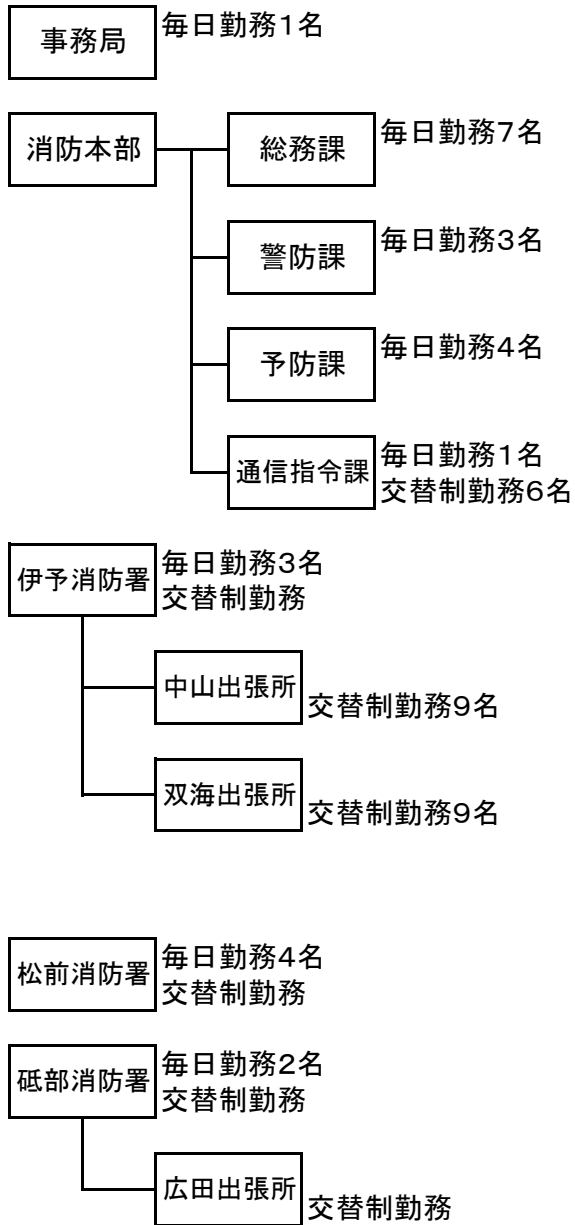 事務局
毎日勤務1名
消防本部
総務課
毎日勤務7名
警防課
毎日勤務3名
予防課
毎日勤務4名
通信指令課
毎日勤務1名
交替制勤務6名
伊予消防署
毎日勤務3名
交替制勤務
中山出張所
交替制勤務9名
双海出張所
交替制勤務9名
松前消防署
毎日勤務4名
交替制勤務
砥部消防署
毎日勤務2名
交替制勤務
広田出張所
交替制勤務